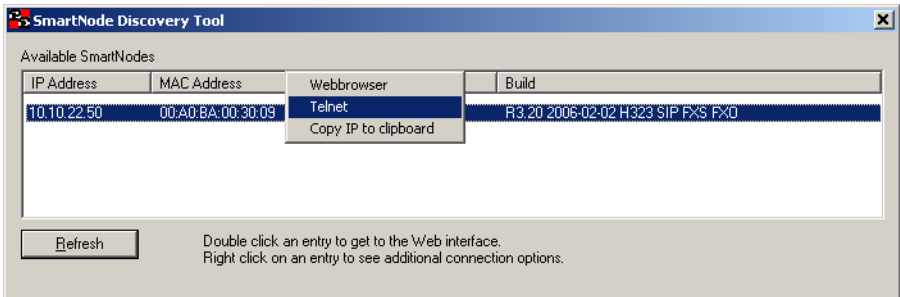 SmartNode Discovery Tool
Available SmartNodes
IP Address MAC Address Build
Webbrowser
10.10.22.50 00:A0:BA:00:30:09 Telnet R3.20 2006-02-02 H323 SIP FXS FXO
Copy IP to clipboard
Refresh
Double click an entry to get to the Web interface.
Right click on an entry to see additional connection options.